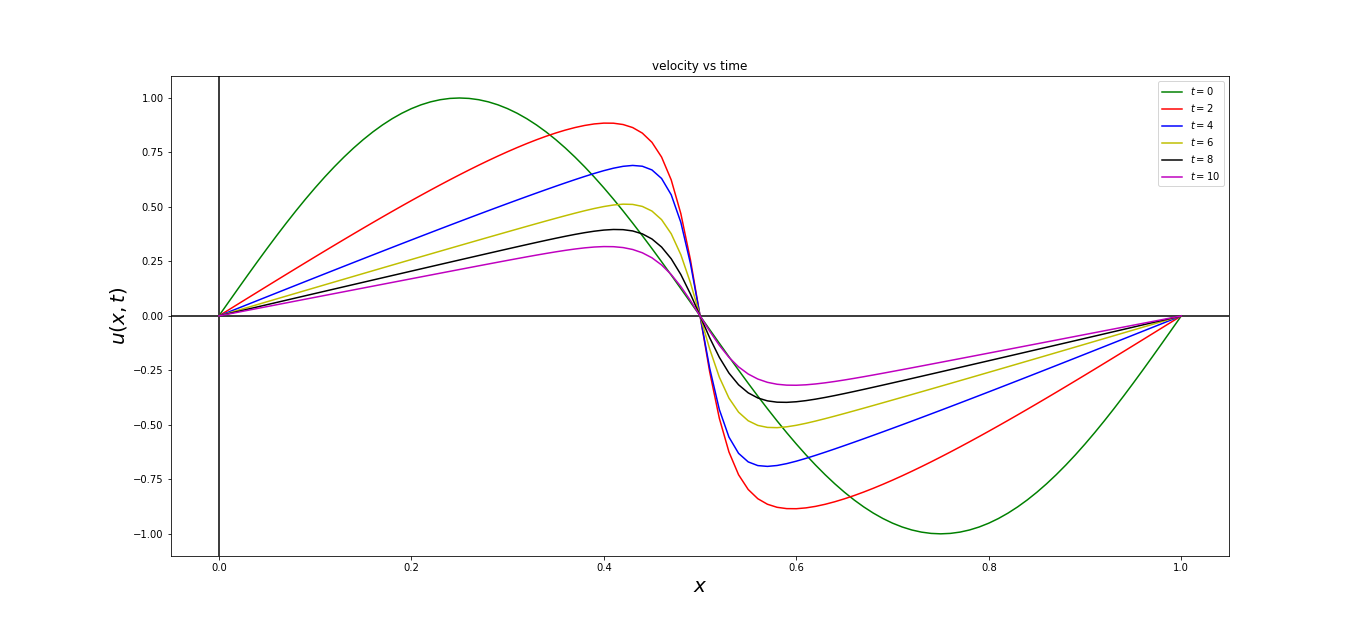 velocity vs time
t = 0
t = 2
t = 4
t = 6
t = 8
t = 10
1.00
0.75
0.50
0.25
0.00
−0.25
−0.50
−0.75
−1.00
u(x, t)
0.0 0.2 0.4 0.6 0.8 1.0
x